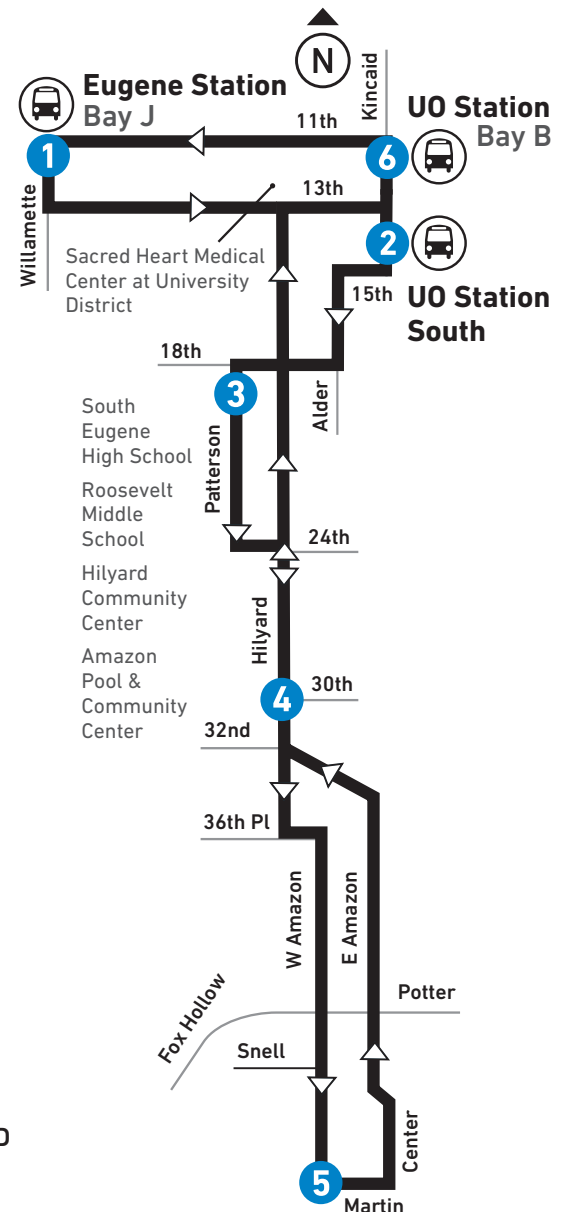 N
Kincaid
Eugene Station
Bay J
UO Station
Bay B
11th
1
6
Willamette
13th
2
Sacred Heart Medical
Center at University
District
15th
UO Station
South
18th
3
Alder
South
Eugene
High School
Patterson
Roosevelt
Middle
School
24th
Hilyard
Community
Center
Hilyard
Amazon
Pool &
Community
Center
4
30th
32nd
36th Pl
W Amazon
E Amazon
Potter
Fox Hollow
Snell
Center
5
Martin